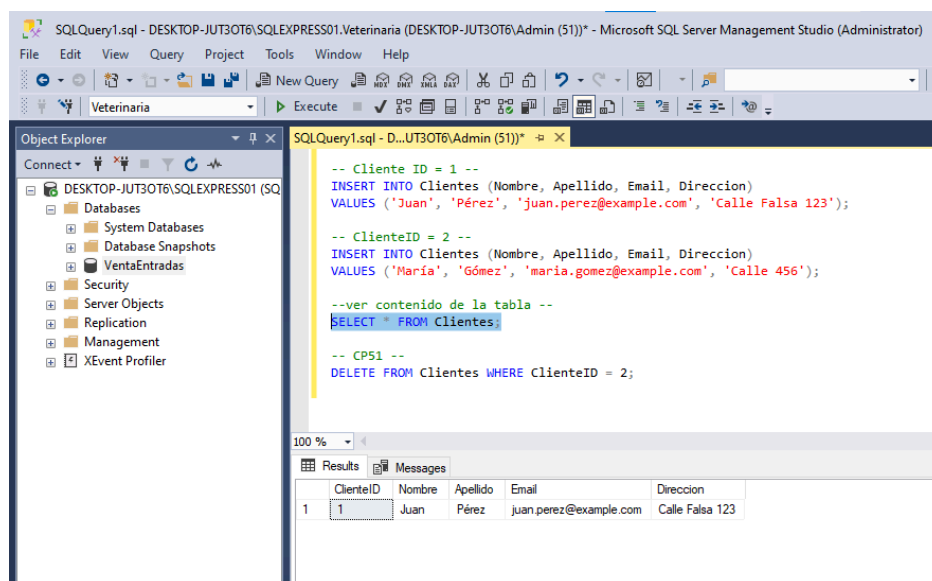 SQLQuery1.sql - DESKTOP-JUT3OT6\SQLEXPRESS01.Veterinaria (DESKTOP-JUT3OT6\Admin (51))* - Microsoft SQL Server Management Studio (Administrator)
File Edit View Query Project Tools Window Help
New Query MDX DMX XMLA DAX
Veterinaria Execute
Object Explorer
SQLQuery1.sql - D...UT3OT6\Admin (51))*
Connect
DESKTOP-JUT3OT6\SQLEXPRESS01 (SQ
Databases
System Databases
Database Snapshots
VentaEntradas
Security
Server Objects
Replication
Management
XEvent Profiler
-- Cliente ID = 1 --
INSERT INTO Clientes (Nombre, Apellido, Email, Direccion)
VALUES ('Juan', 'Pérez', 'juan.perez@example.com', 'Calle Falsa 123');
-- ClienteID = 2 --
INSERT INTO Clientes (Nombre, Apellido, Email, Direccion)
VALUES ('María', 'Gómez', 'maria.gomez@example.com', 'Calle 456');
--ver contenido de la tabla --
SELECT * FROM Clientes;
-- CP51 --
DELETE FROM Clientes WHERE ClienteID = 2;
100 %
Results Messages
ClienteID Nombre Apellido Email Direccion
1 1 Juan Pérez juan.perez@example.com Calle Falsa 123